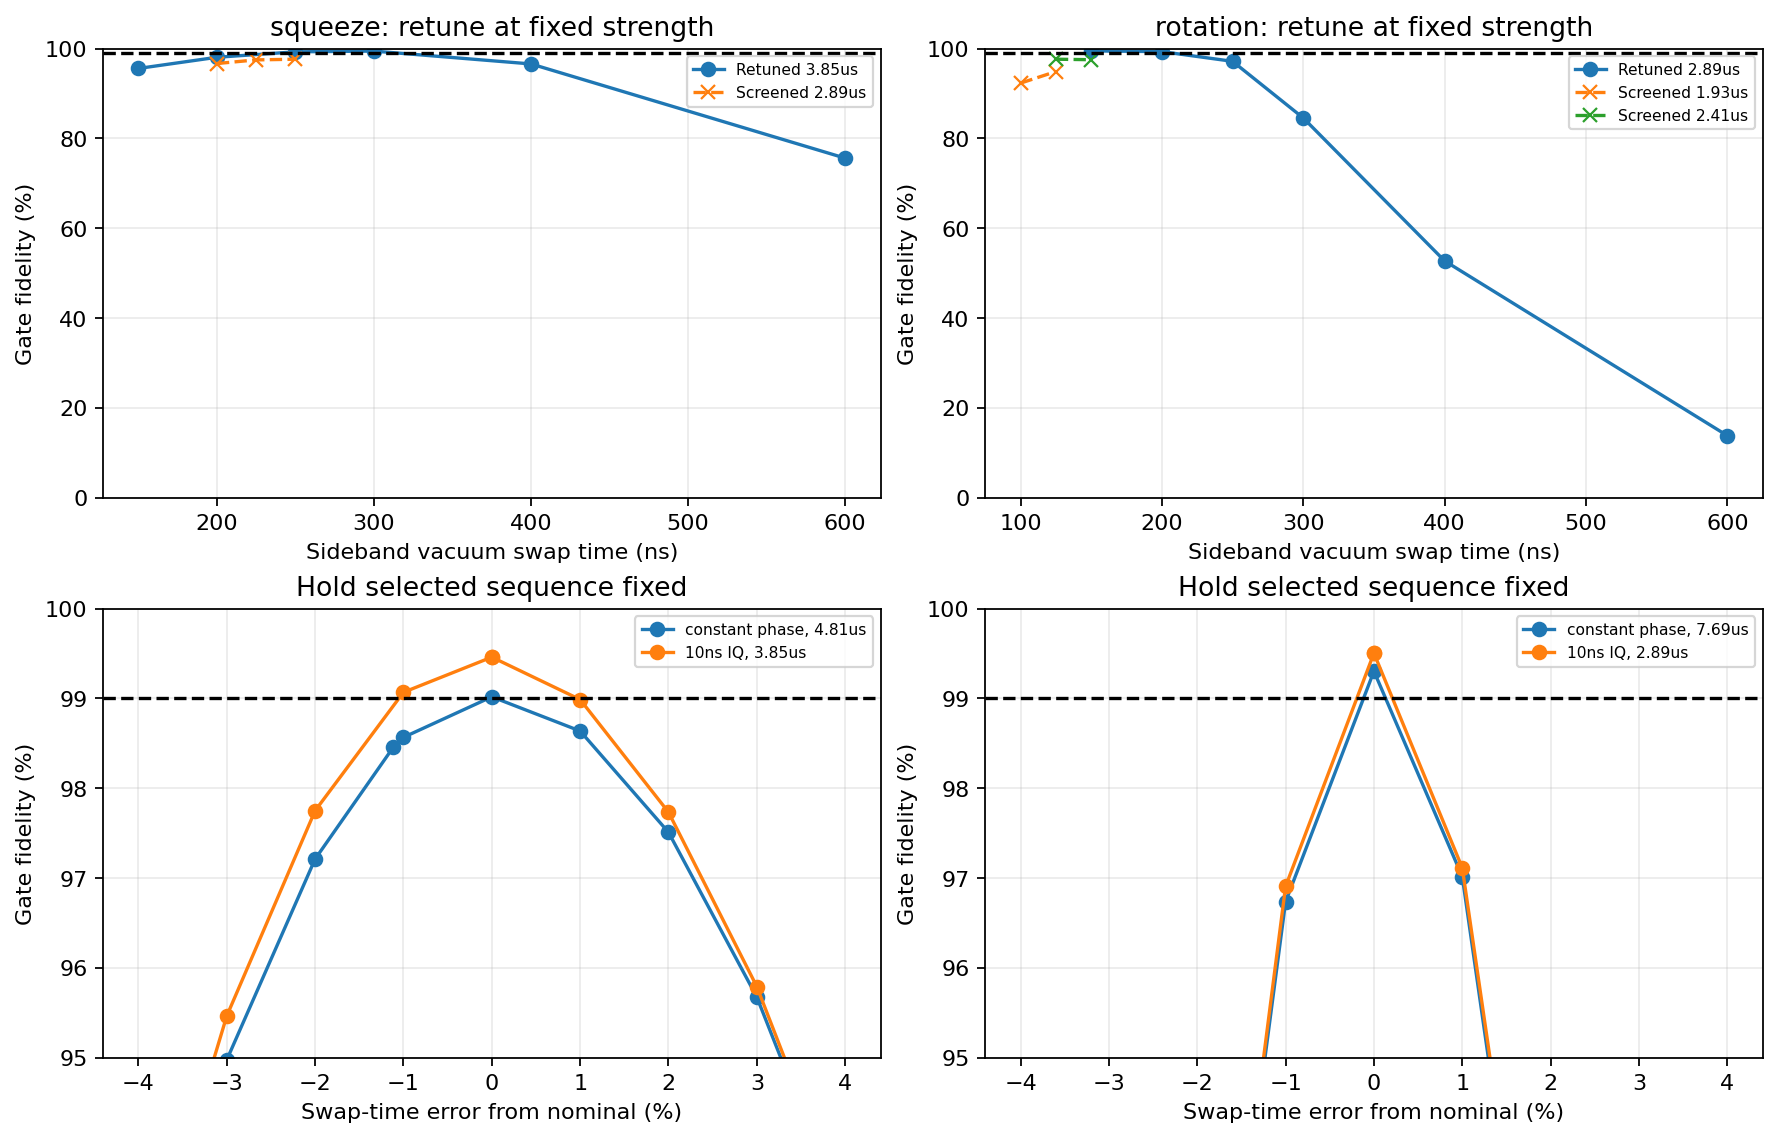 squeeze: retune at fixed strength
100
80
60
40
20
0
Gate fidelity (%)
Retuned 3.85us
Screened 2.89us
200 300 400 500 600
Sideband vacuum swap time (ns)
rotation: retune at fixed strength
100
80
60
40
20
0
Gate fidelity (%)
Retuned 2.89us
Screened 1.93us
Screened 2.41us
100 200 300 400 500 600
Sideband vacuum swap time (ns)
Hold selected sequence fixed
100
99
98
97
96
95
Gate fidelity (%)
constant phase, 4.81us
10ns IQ, 3.85us
−4 −3 −2 −1 0 1 2 3 4
Swap-time error from nominal (%)
Hold selected sequence fixed
100
99
98
97
96
95
Gate fidelity (%)
constant phase, 7.69us
10ns IQ, 2.89us
−4 −3 −2 −1 0 1 2 3 4
Swap-time error from nominal (%)